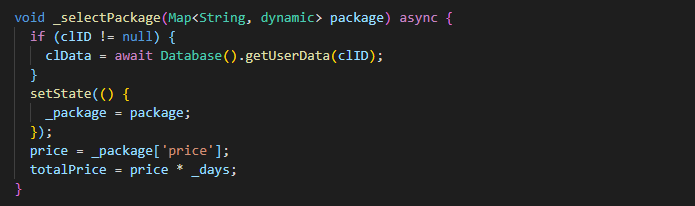 void _selectPackage(Map<String, dynamic> package) async {
  if (clID != null) {
    clData = await Database().getUserData(clID);
  }
  setState(() {
    _package = package;
  });
  price = _package['price'];
  totalPrice = price * _days;
}